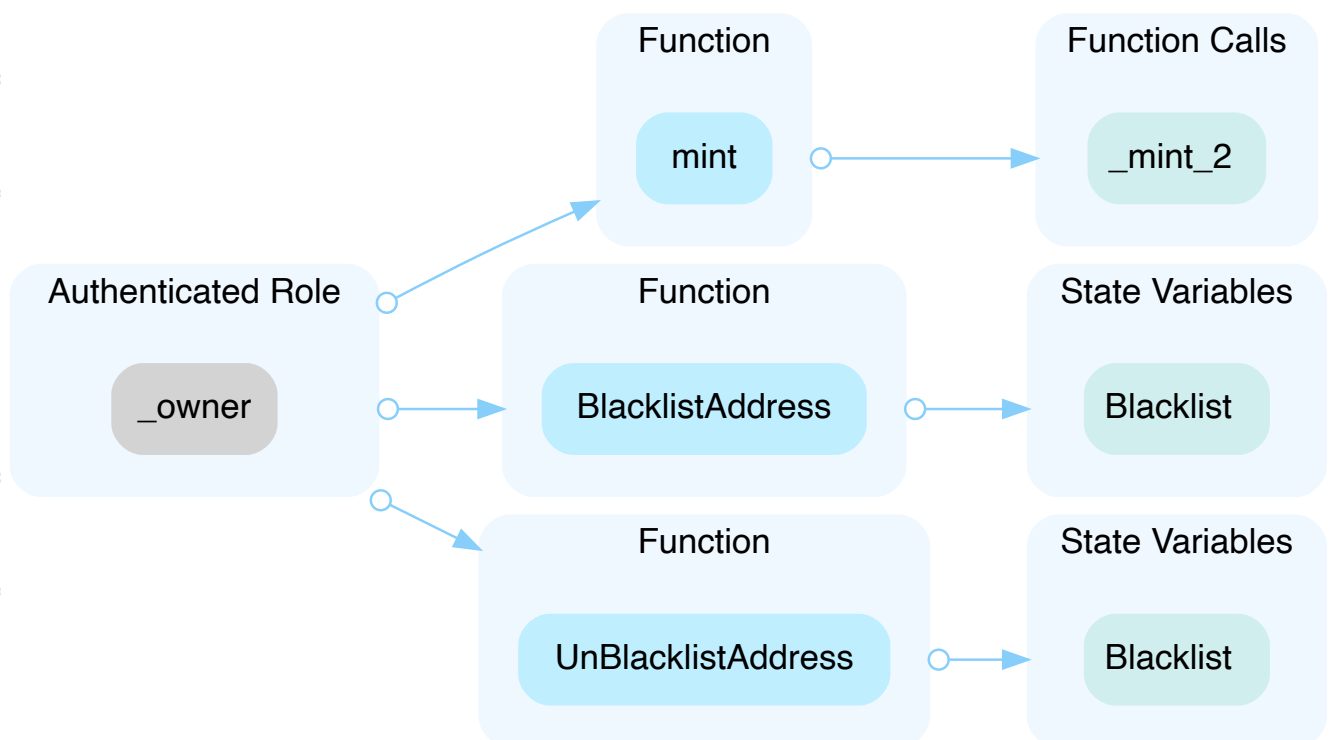 Function
Function Calls
mint
_mint_2
Authenticated Role
Function
State Variables
_owner
BlacklistAddress
Blacklist
Function
State Variables
UnBlacklistAddress
Blacklist